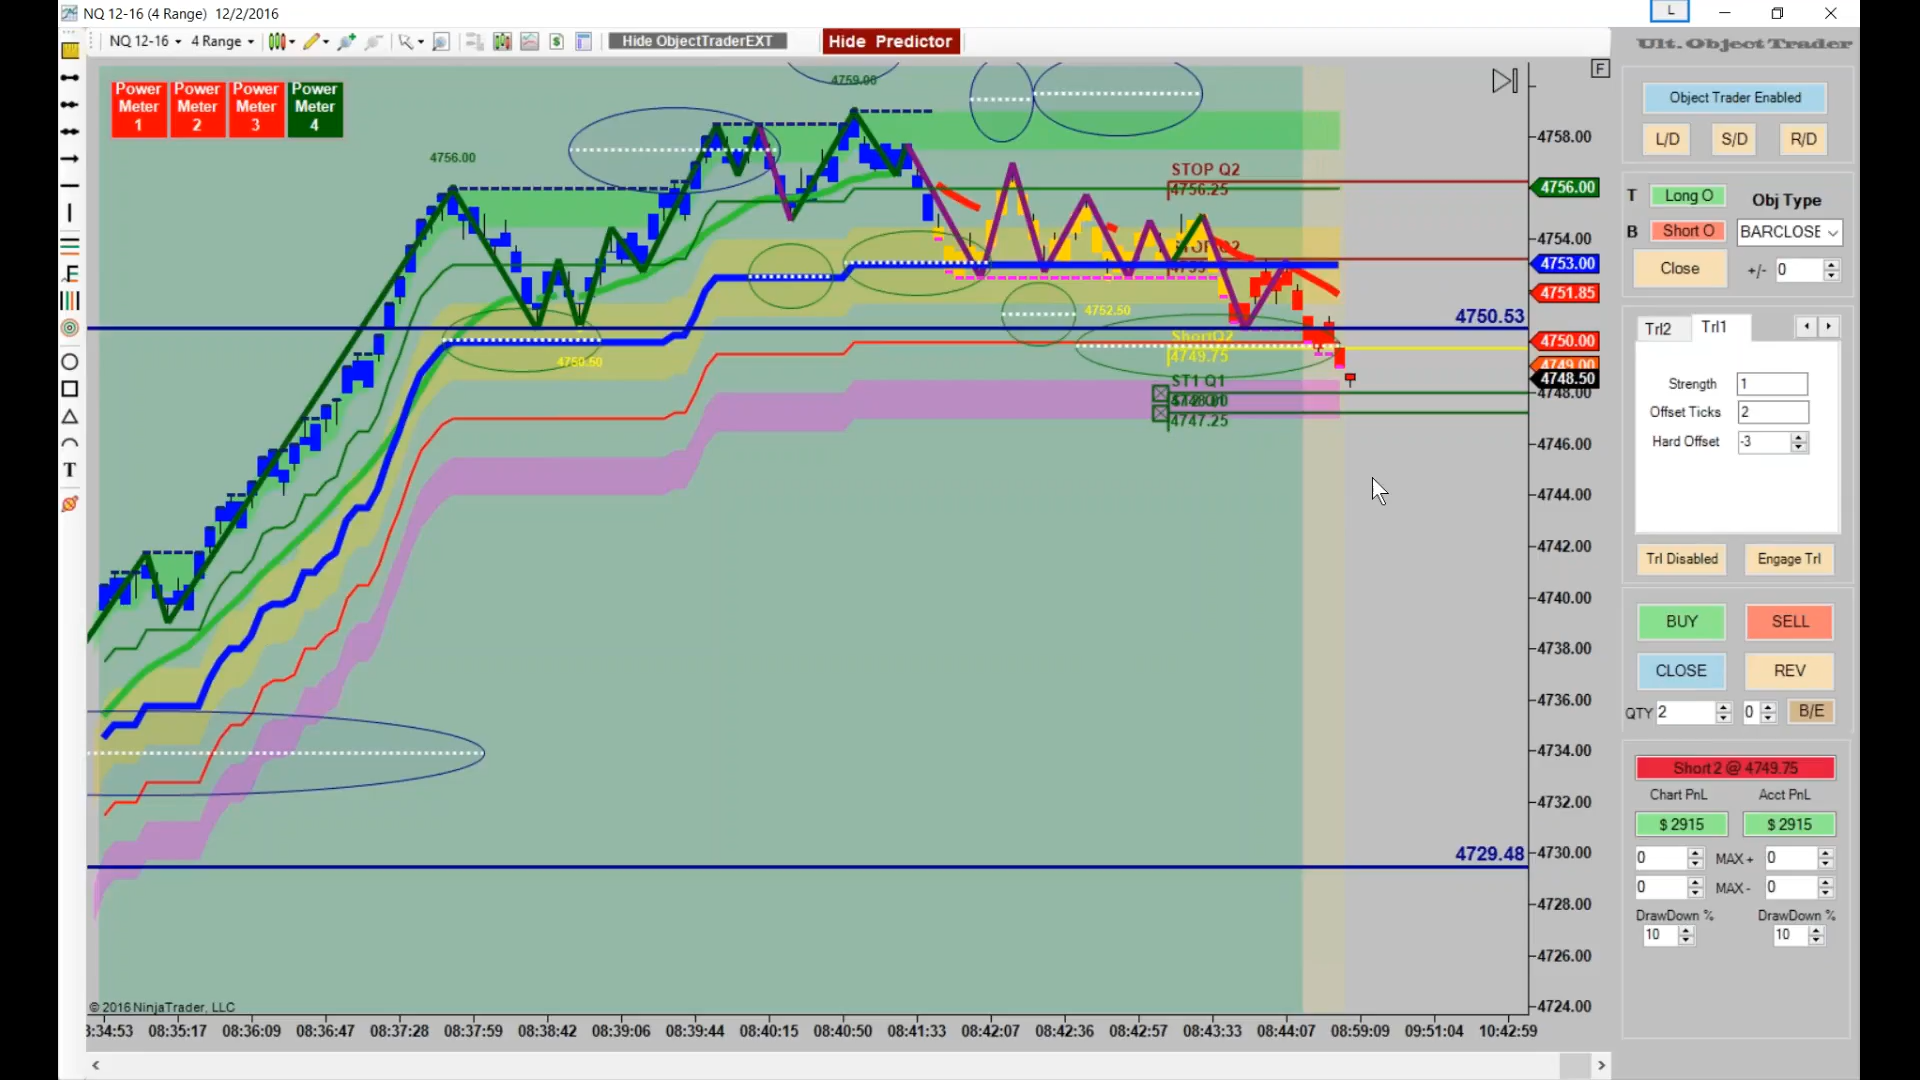 NQ 12-16 (4 Range) 12/2/2016
L
NQ 12-16
4 Range
Hide ObjectTraderEXT
Hide Predictor
Ult. Object Trader
F
Power Meter 1
Power Meter 2
Power Meter 3
Power Meter 4
4756.00
4759.00
STOP Q2
4756.25
4752.50
4750.50
ShortQ2
4749.75
ST1 Q1
4747.25
4750.53
4729.48
4758.00
4756.00
4754.00
4753.00
4751.85
4750.00
4749.00
4748.50
4748.00
4746.00
4744.00
4742.00
4740.00
4738.00
4736.00
4734.00
4732.00
4730.00
4728.00
4726.00
4724.00
© 2016 NinjaTrader, LLC
3:34:53 08:35:17 08:36:09 08:36:47 08:37:28 08:37:59 08:38:42 08:39:06 08:39:44 08:40:15 08:40:50 08:41:33 08:42:07 08:42:36 08:42:57 08:43:33 08:44:07 08:59:09 09:51:04 10:42:59
Object Trader Enabled
L/D S/D R/D
T Long O Obj Type
B Short O BARCLOSE
Close +/- 0
Trl2 Trl1
Strength 1
Offset Ticks 2
Hard Offset -3
Trl Disabled Engage Trl
BUY SELL
CLOSE REV
QTY 2 0 B/E
Short 2 @ 4749.75
Chart PnL Acct PnL
$ 2915 $ 2915
0 MAX + 0
0 MAX - 0
DrawDown % DrawDown %
10 10
T